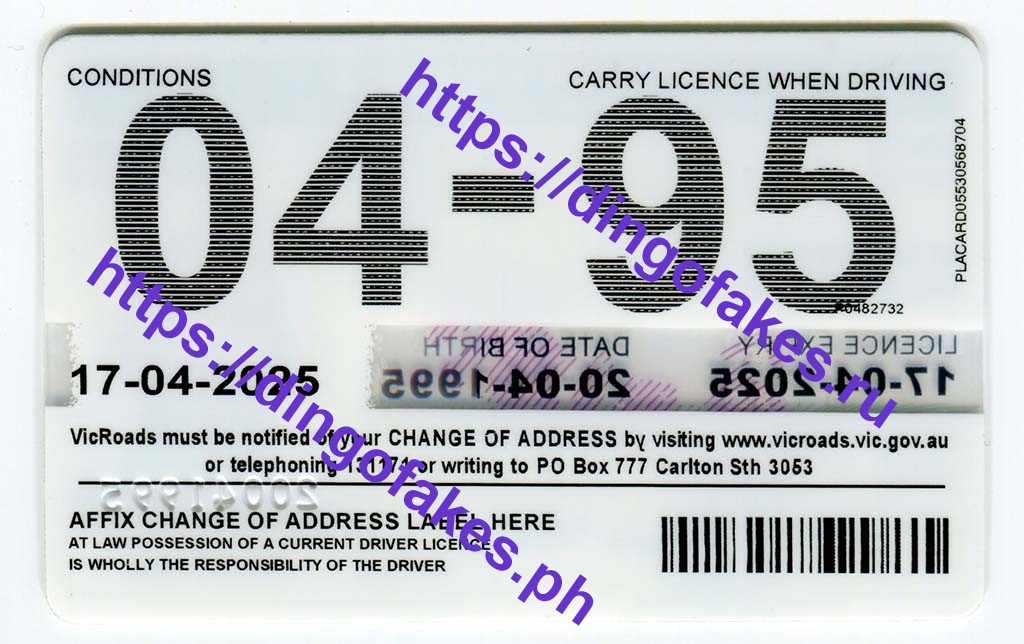 CONDITIONS
CARRY LICENCE WHEN DRIVING
04-95
PLACARD05530568704
P0482732
LICENCE EXPIRY
DATE OF BIRTH
17-04-2025
20-04-1995
17-04-2025
VicRoads must be notified of your CHANGE OF ADDRESS by visiting www.vicroads.vic.gov.au
or telephoning 131171 or writing to PO Box 777 Carlton Sth 3053
20041995
AFFIX CHANGE OF ADDRESS LABEL HERE
AT LAW POSSESSION OF A CURRENT DRIVER LICENCE
IS WHOLLY THE RESPONSIBILITY OF THE DRIVER
https://dingofakes.ru
https://dingofakes.ph